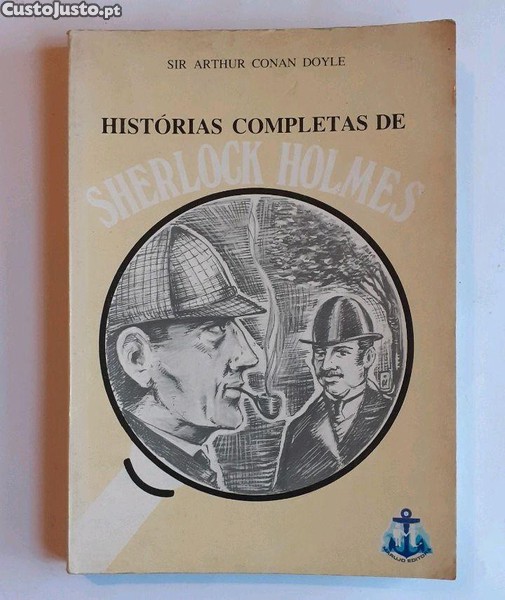 CustoJusto.pt
SIR ARTHUR CONAN DOYLE
HISTÓRIAS COMPLETAS DE
SHERLOCK HOLMES